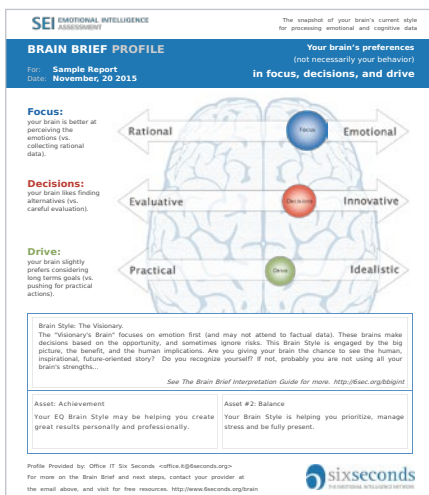 SEI EMOTIONAL INTELLIGENCE
ASSESSMENT
The snapshot of your brain's current style
for processing emotional and cognitive data
BRAIN BRIEF PROFILE
For: Sample Report
Date: November, 20 2015
Your brain's preferences
(not necessarily your behavior)
in focus, decisions, and drive
Focus:
your brain is better at
perceiving the
emotions (vs.
collecting rational
data).
Rational
Focus
Emotional
Decisions:
your brain likes finding
alternatives (vs.
careful evaluation).
Evaluative
Decisions
Innovative
Drive:
your brain slightly
prefers considering
long terms goals (vs.
pushing for practical
actions).
Practical
Drive
Idealistic
Brain Style: The Visionary.
The "Visionary's Brain" focuses on emotion first (and may not attend to factual data). These brains make
decisions based on the opportunity, and sometimes ignore risks. This Brain Style is engaged by the big
picture, the benefit, and the human implications. Are you giving your brain the chance to see the human,
inspirational, future-oriented story? Do you recognize yourself? If not, probably you are not using all your
brain's strengths...
See The Brain Brief Interpretation Guide for more. http://6sec.org/bbigint
Asset: Achievement
Your EQ Brain Style may be helping you create
great results personally and professionally.
Asset #2: Balance
Your Brain Style is helping you prioritize, manage
stress and be fully present.
Profile Provided by: Office IT Six Seconds <office.it@6seconds.org>
For more on the Brain Brief and next steps, contact your provider at
the email above, and visit for free resources. http://www.6seconds.org/brain
sixseconds
THE EMOTIONAL INTELLIGENCE NETWORK